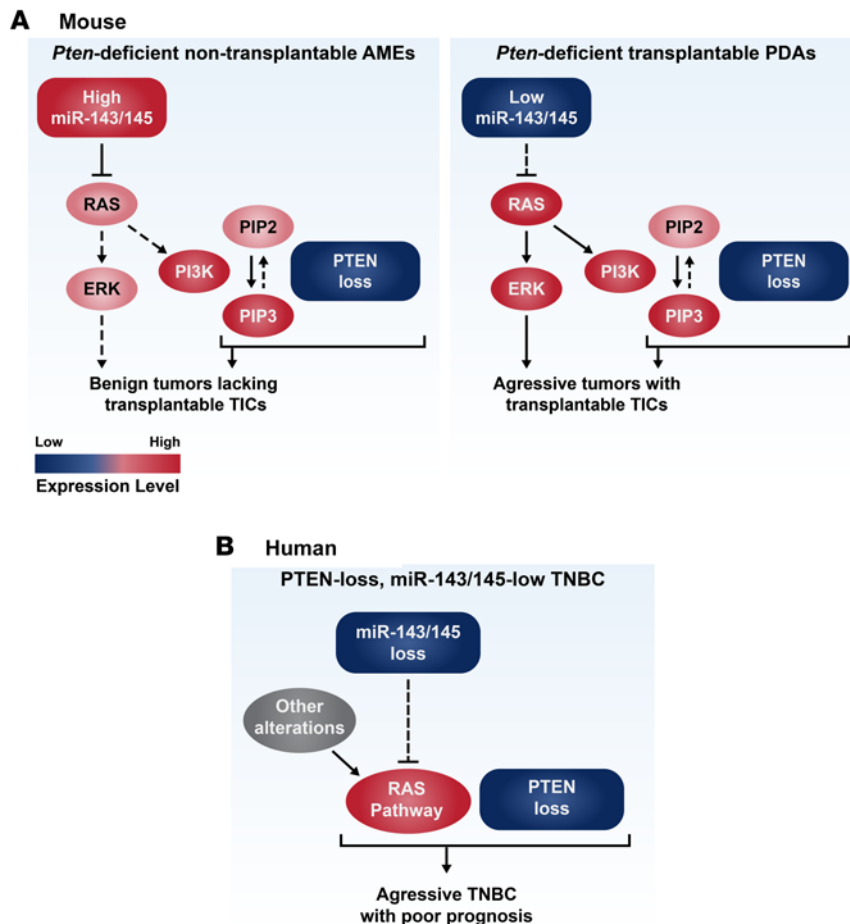 A Mouse
Pten-deficient non-transplantable AMEs
High
miR-143/145
RAS
ERK
PI3K
PIP2
PIP3
PTEN
loss
Benign tumors lacking
transplantable TICs
Low High
Expression Level
Pten-deficient transplantable PDAs
Low
miR-143/145
RAS
ERK
PI3K
PIP2
PIP3
PTEN
loss
Agressive tumors with
transplantable TICs
B Human
PTEN-loss, miR-143/145-low TNBC
miR-143/145
loss
Other
alterations
RAS
Pathway
PTEN
loss
Agressive TNBC
with poor prognosis